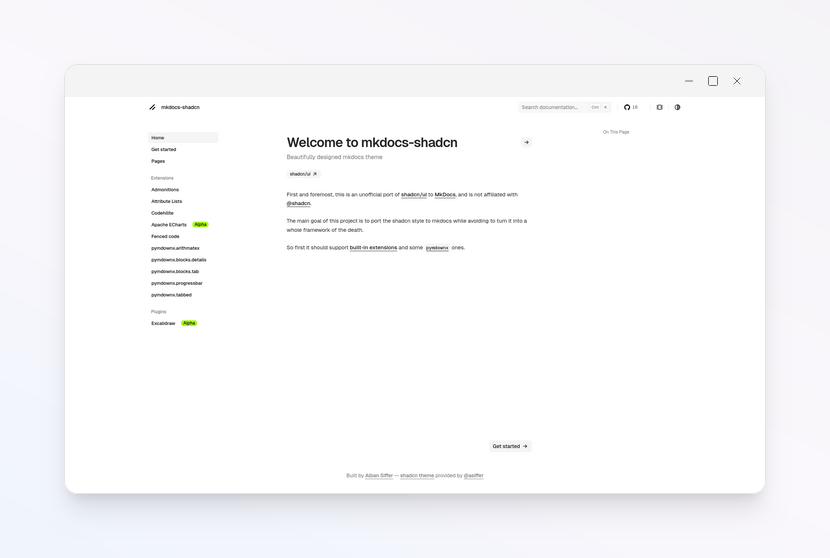 mkdocs-shadcn
Search documentation... Ctrl K
16
Home
Get started
Pages
Extensions
Admonitions
Attribute Lists
Codehilite
Apache ECharts Alpha
Fenced code
pymdownx.arithmatex
pymdownx.blocks.details
pymdownx.blocks.tab
pymdownx.progressbar
pymdownx.tabbed
Plugins
Excalidraw Alpha
Welcome to mkdocs-shadcn
Beautifully designed mkdocs theme
shadcn/ui
First and foremost, this is an unofficial port of shadcn/ui to MkDocs, and is not affiliated with
@shadcn.
The main goal of this project is to port the shadcn style to mkdocs while avoiding to turn it into a
whole framework of the death.
So first it should support built-in extensions and some pymdownx ones.
Get started
On This Page
Built by Alban Siffer — shadcn theme provided by @asiffer